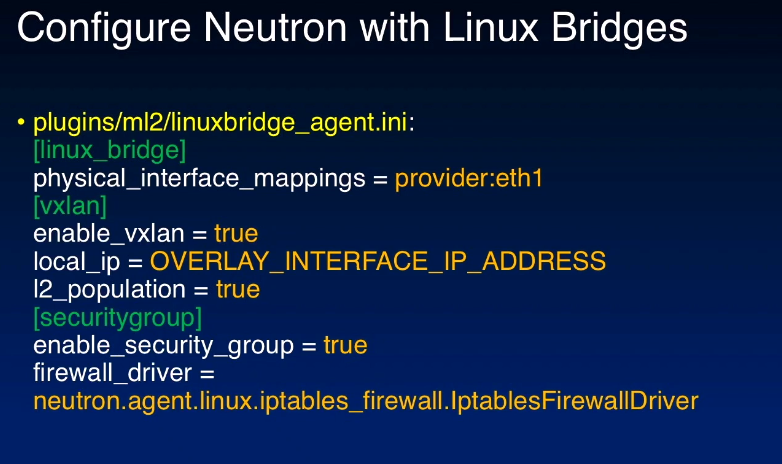 Configure Neutron with Linux Bridges
• plugins/ml2/linuxbridge_agent.ini:
[linux_bridge]
physical_interface_mappings = provider:eth1
[vxlan]
enable_vxlan = true
local_ip = OVERLAY_INTERFACE_IP_ADDRESS
l2_population = true
[securitygroup]
enable_security_group = true
firewall_driver =
neutron.agent.linux.iptables_firewall.IptablesFirewallDriver